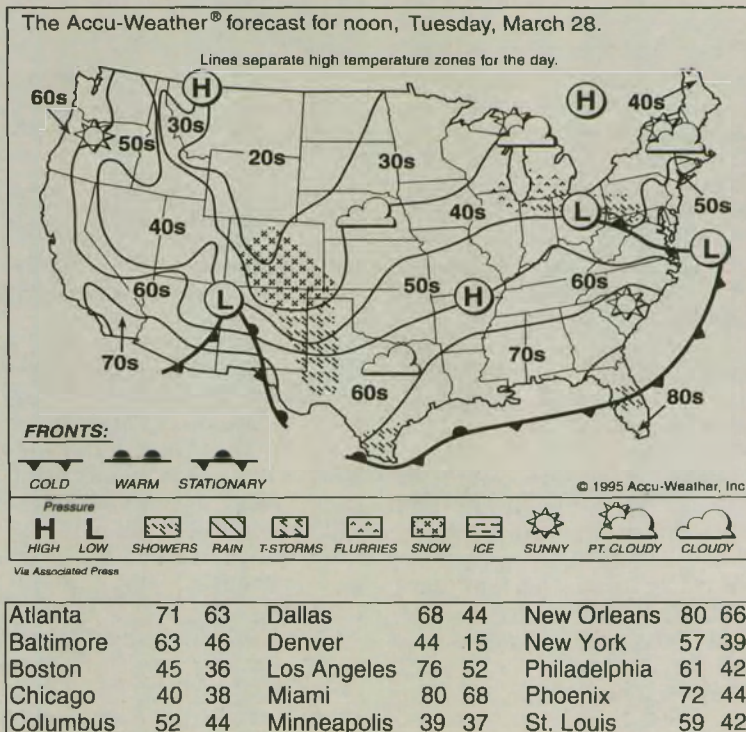 The Accu-Weather® forecast for noon, Tuesday, March 28.
Lines separate high temperature zones for the day.
60s
50s
30s
20s
30s
40s
40s
50s
40s
60s
70s
50s
60s
60s
70s
80s
H
H
H
L
L
L
FRONTS:
COLD WARM STATIONARY
© 1995 Accu-Weather, Inc
Pressure
H L
HIGH LOW SHOWERS RAIN T-STORMS FLURRIES SNOW ICE SUNNY PT. CLOUDY CLOUDY
Via Associated Press
Atlanta 71 63 Dallas 68 44 New Orleans 80 66
Baltimore 63 46 Denver 44 15 New York 57 39
Boston 45 36 Los Angeles 76 52 Philadelphia 61 42
Chicago 40 38 Miami 80 68 Phoenix 72 44
Columbus 52 44 Minneapolis 39 37 St. Louis 59 42